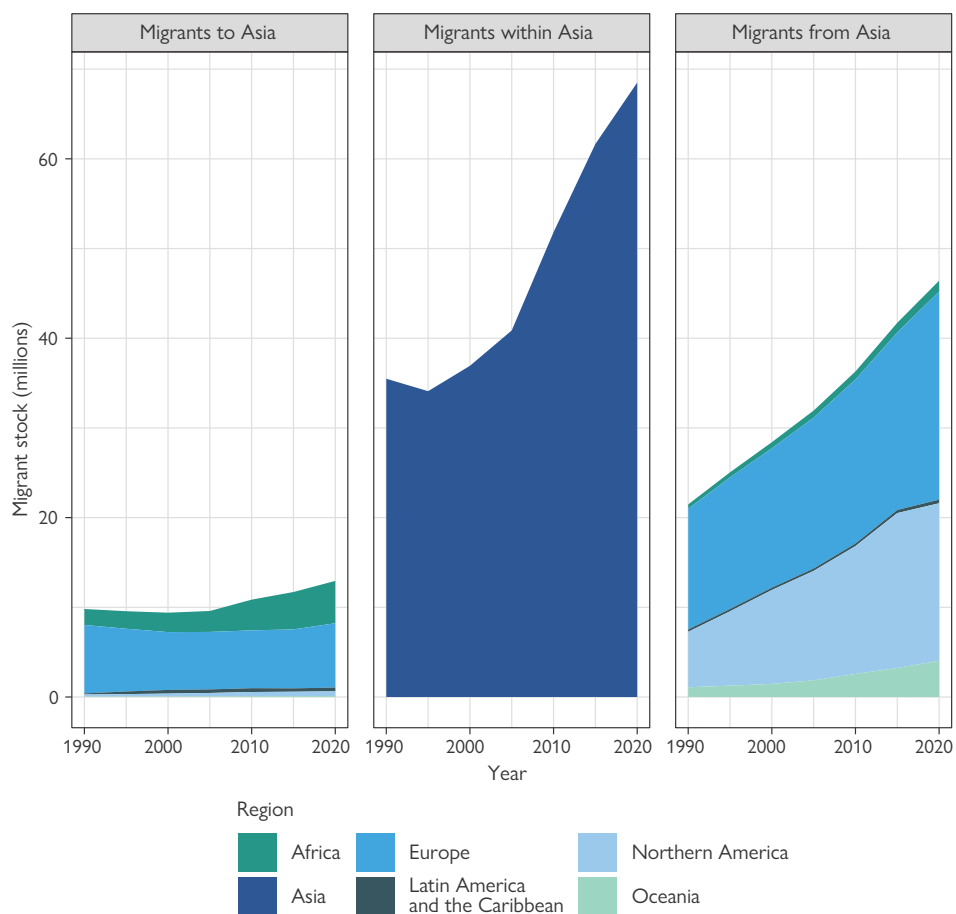 Migrants to Asia
Migrants within Asia
Migrants from Asia
Migrant stock (millions)
60
40
20
0
1990 2000 2010 2020
1990 2000 2010 2020
1990 2000 2010 2020
Year
Region
Africa
Europe
Northern America
Asia
Latin America
and the Caribbean
Oceania